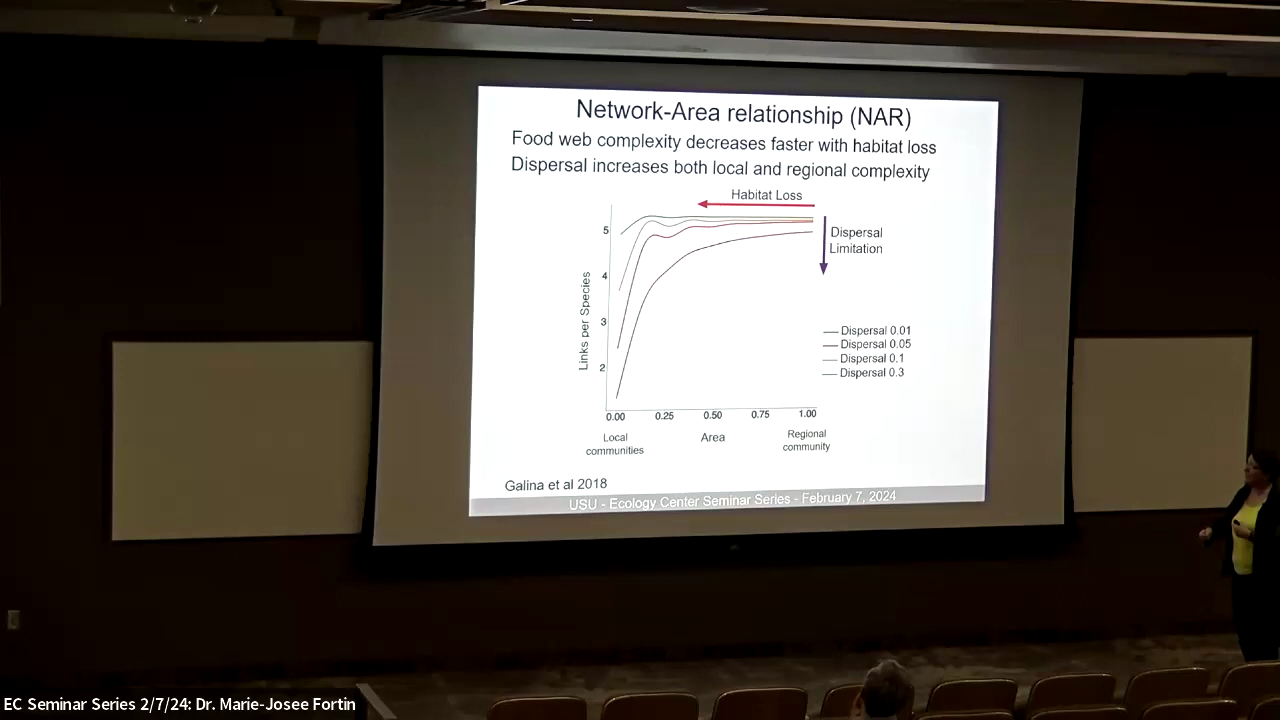 Network-Area relationship (NAR)
Food web complexity decreases faster with habitat loss
Dispersal increases both local and regional complexity
Habitat Loss
Dispersal
Limitation
Links per Species
5
4
3
2
Dispersal 0.01
Dispersal 0.05
Dispersal 0.1
Dispersal 0.3
0.00 0.25 0.50 0.75 1.00
Local
communities
Area
Regional
community
Galina et al 2018
USU - Ecology Center Seminar Series - February 7, 2024
EC Seminar Series 2/7/24: Dr. Marie-Josee Fortin